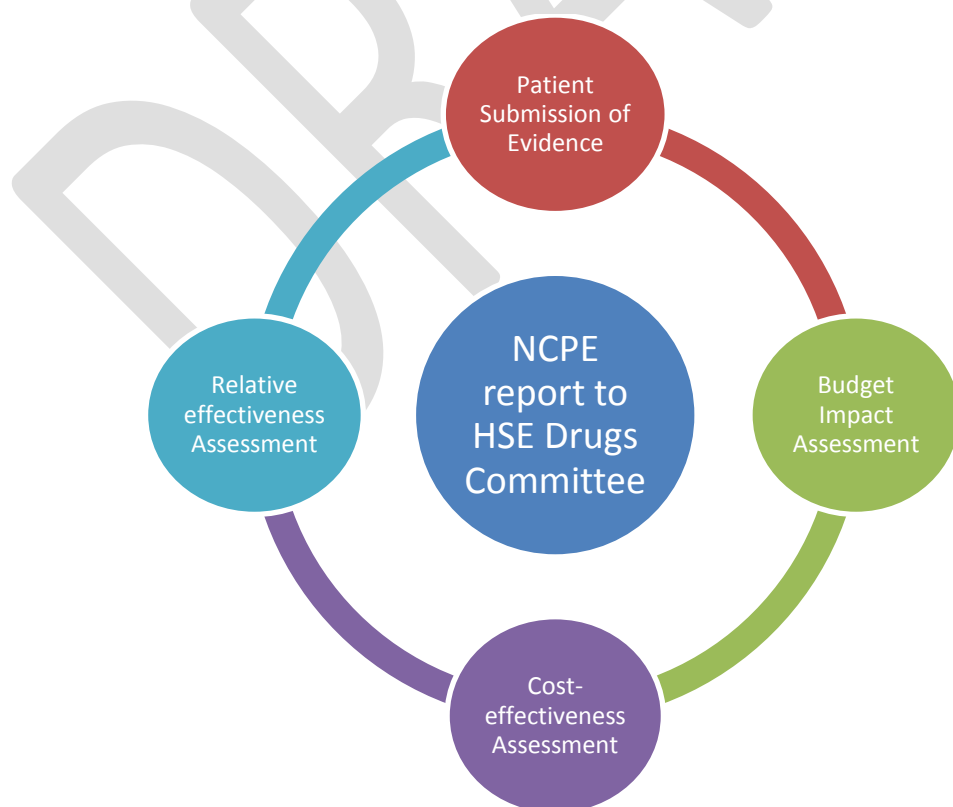 Patient
Submission of
Evidence
NCPE
report to
HSE Drugs
Committee
Relative
effectiveness
Assessment
Budget
Impact
Assessment
Cost-
effectiveness
Assessment